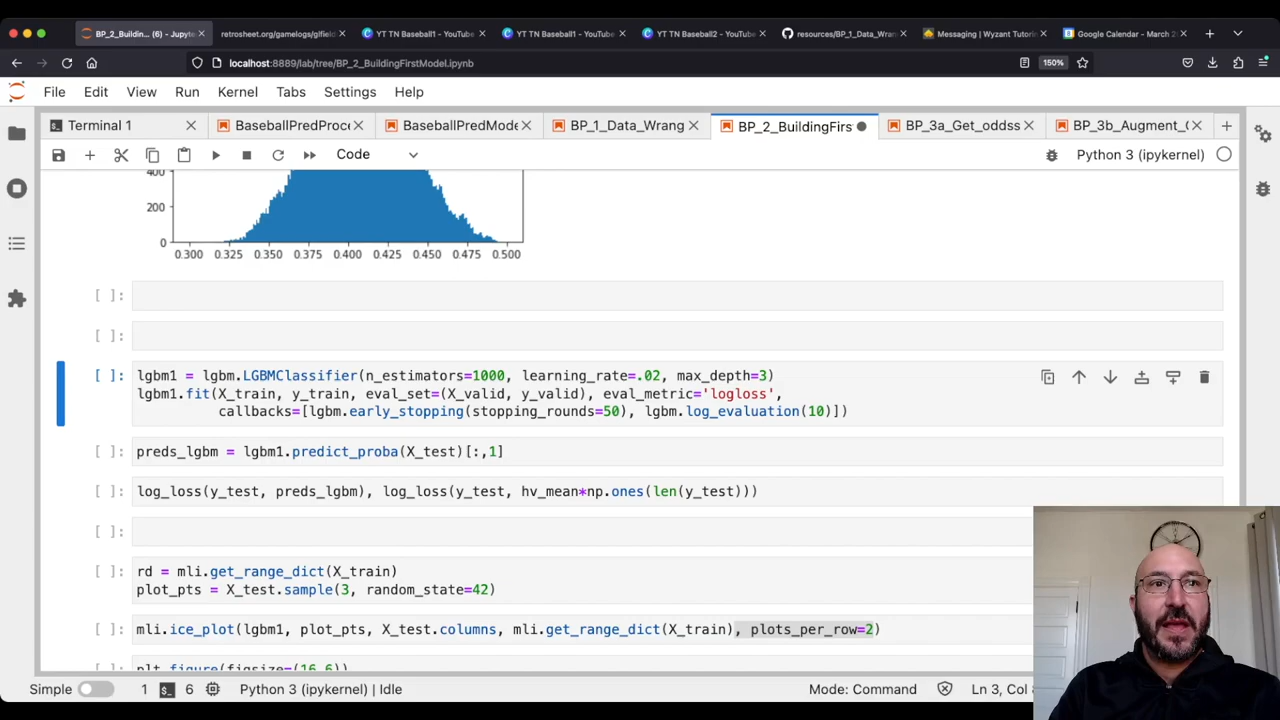 BP_2_Buildin... (6) - Jupyte
retrosheet.org/gamelogs/glfield
YT TN Baseball1 - YouTube
YT TN Baseball1 - YouTube
YT TN Baseball2 - YouTube
resources/BP_1_Data_Wran
Messaging | Wyzant Tutorin
Google Calendar - March 2
localhost:8889/lab/tree/BP_2_BuildingFirstModel.ipynb
150%
File Edit View Run Kernel Tabs Settings Help
Terminal 1
BaseballPredProce
BaseballPredMode
BP_1_Data_Wrang
BP_2_BuildingFirs
BP_3a_Get_oddss
BP_3b_Augment_
Code
Python 3 (ipykernel)
400
200
0
0.300 0.325 0.350 0.375 0.400 0.425 0.450 0.475 0.500
[ ]:
[ ]:
[ ]: lgbm1 = lgbm.LGBMClassifier(n_estimators=1000, learning_rate=.02, max_depth=3)
lgbm1.fit(X_train, y_train, eval_set=(X_valid, y_valid), eval_metric='logloss',
callbacks=[lgbm.early_stopping(stopping_rounds=50), lgbm.log_evaluation(10)])
[ ]: preds_lgbm = lgbm1.predict_proba(X_test)[:,1]
[ ]: log_loss(y_test, preds_lgbm), log_loss(y_test, hv_mean*np.ones(len(y_test)))
[ ]:
[ ]: rd = mli.get_range_dict(X_train)
plot_pts = X_test.sample(3, random_state=42)
[ ]: mli.ice_plot(lgbm1, plot_pts, X_test.columns, mli.get_range_dict(X_train), plots_per_row=2)
[ ]: plt.figure(figsize=(16,6))
Simple 1 6 Python 3 (ipykernel) | Idle
Mode: Command
Ln 3, Col